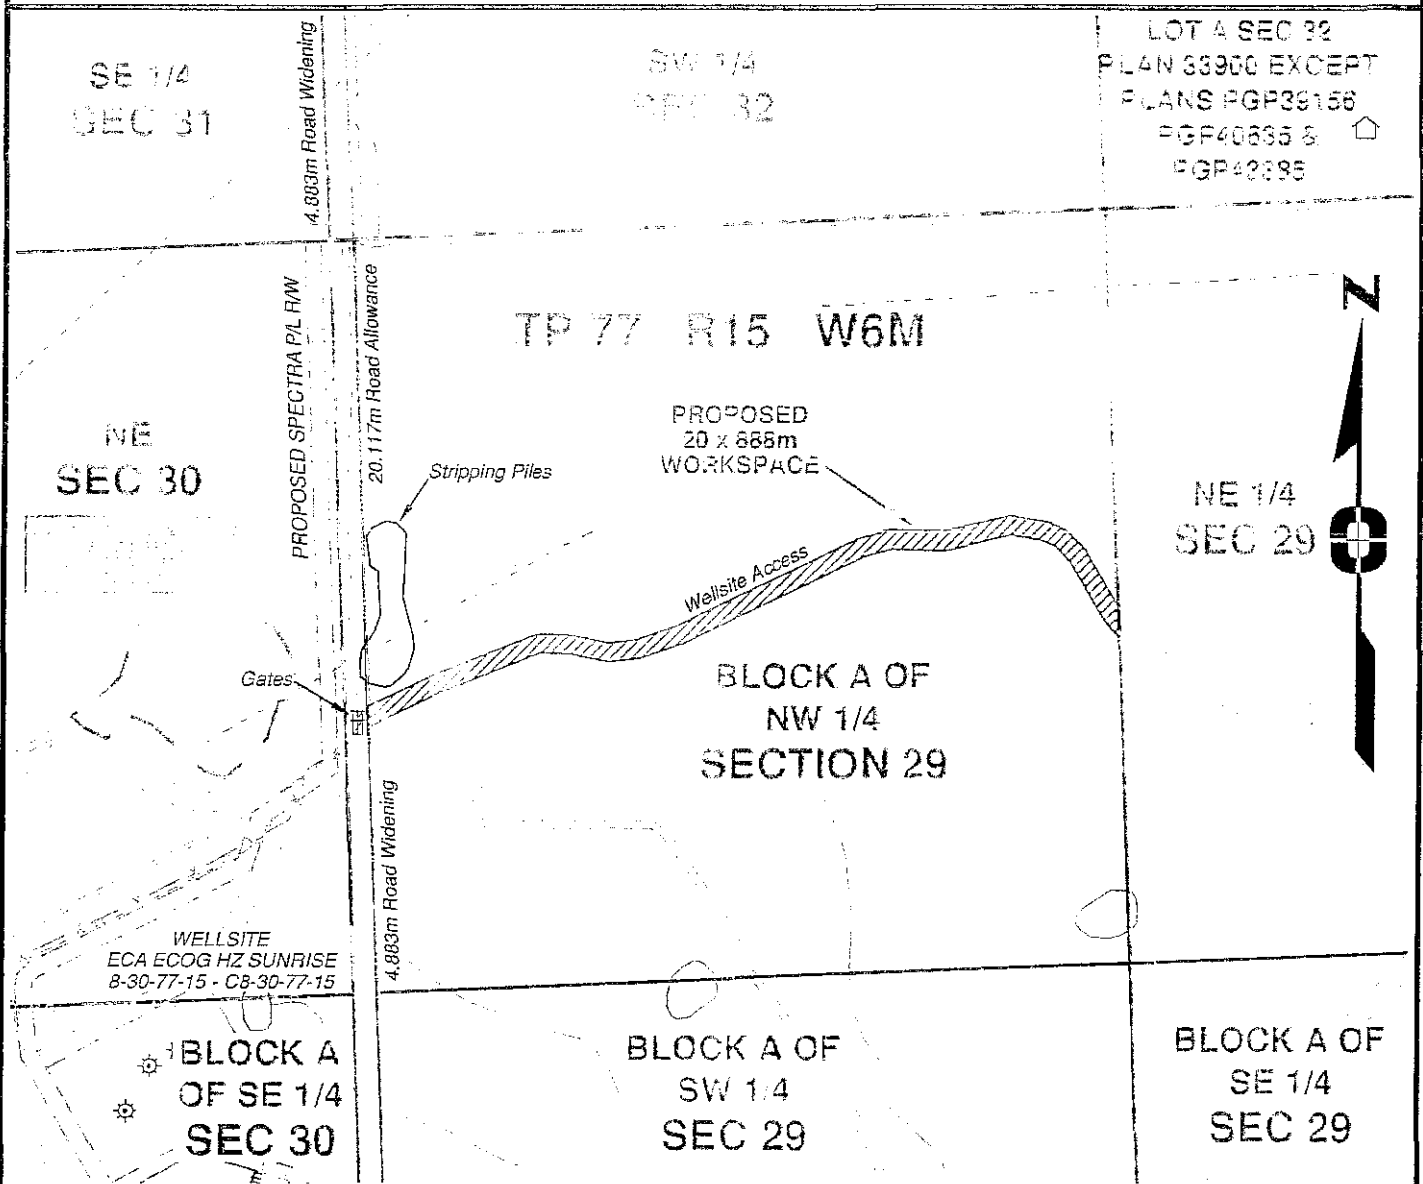 SE 1/4
SEC 31
4.883m Road Widening
SW 1/4
SEC 32
LOT A SEC 32
PLAN 33900 EXCEPT
PLANS
&
PROPOSED SPECTRA P/L R/W
20.117m Road Allowance
TP 77 R15 W6M
N
NE
SEC 30
Stripping Piles
PROPOSED
20 x 888m
WORKSPACE
NE 1/4
SEC 29
Wellsite Access
Gates
BLOCK A OF
NW 1/4
SECTION 29
4.883m Road Widening
WELLSITE
ECA ECOG HZ SUNRISE
8-30-77-15 - C8-30-77-15
BLOCK A
OF SE 1/4
SEC 30
BLOCK A OF
SW 1/4
SEC 29
BLOCK A OF
SE 1/4
SEC 29